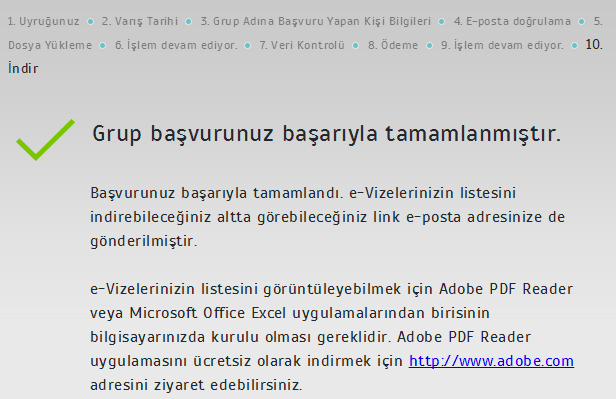 1. Uyruğunuz • 2. Varış Tarihi • 3. Grup Adına Başvuru Yapan Kişi Bilgileri • 4. E-posta doğrulama • 5.
Dosya Yükleme • 6. İşlem devam ediyor. • 7. Veri Kontrolü • 8. Ödeme • 9. İşlem devam ediyor. • 10.
İndir
Grup başvurunuz başarıyla tamamlanmıştır.
Başvurunuz başarıyla tamamlandı. e-Vizelerinizin listesini
indirebileceğiniz altta görebileceğiniz link e-posta adresinize de
gönderilmiştir.
e-Vizelerinizin listesini görüntüleyebilmek için Adobe PDF Reader
veya Microsoft Office Excel uygulamalarından birisinin
bilgisayarınızda kurulu olması gereklidir. Adobe PDF Reader
uygulamasını ücretsiz olarak indirmek için http://www.adobe.com
adresini ziyaret edebilirsiniz.